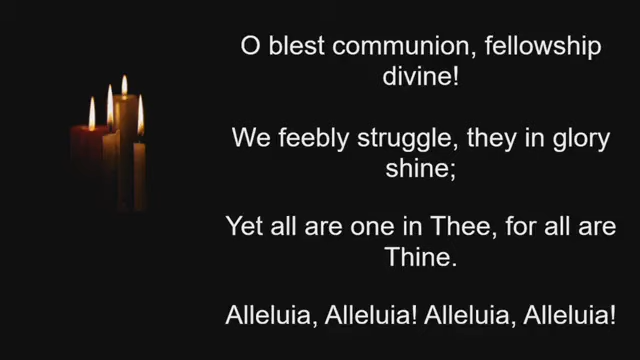 O blest communion, fellowship
divine!
We feebly struggle, they in glory
shine;
Yet all are one in Thee, for all are
Thine.
Alleluia, Alleluia! Alleluia, Alleluia!